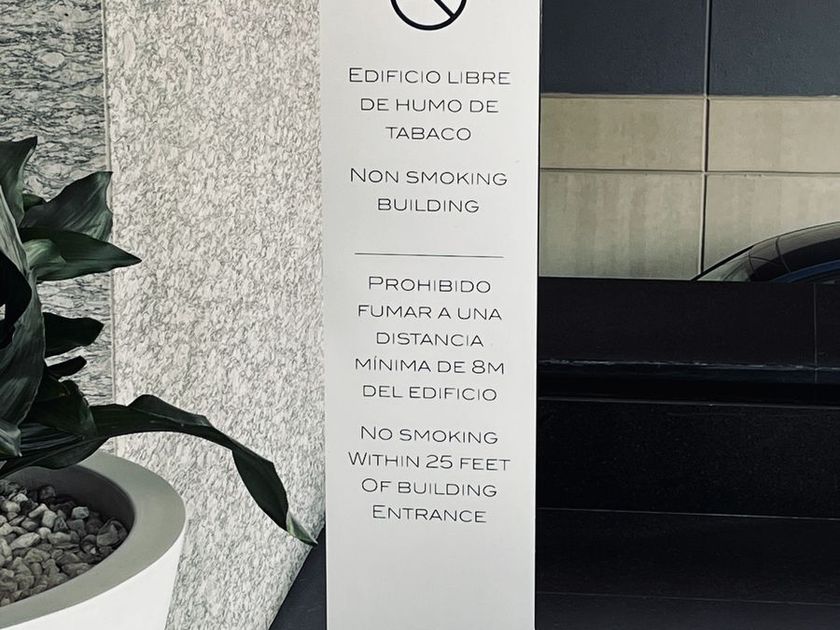 EDIFICIO LIBRE
DE HUMO DE
TABACO
NON SMOKING
BUILDING
PROHIBIDO
FUMAR A UNA
DISTANCIA
MÍNIMA DE 8M
DEL EDIFICIO
NO SMOKING
WITHIN 25 FEET
OF BUILDING
ENTRANCE